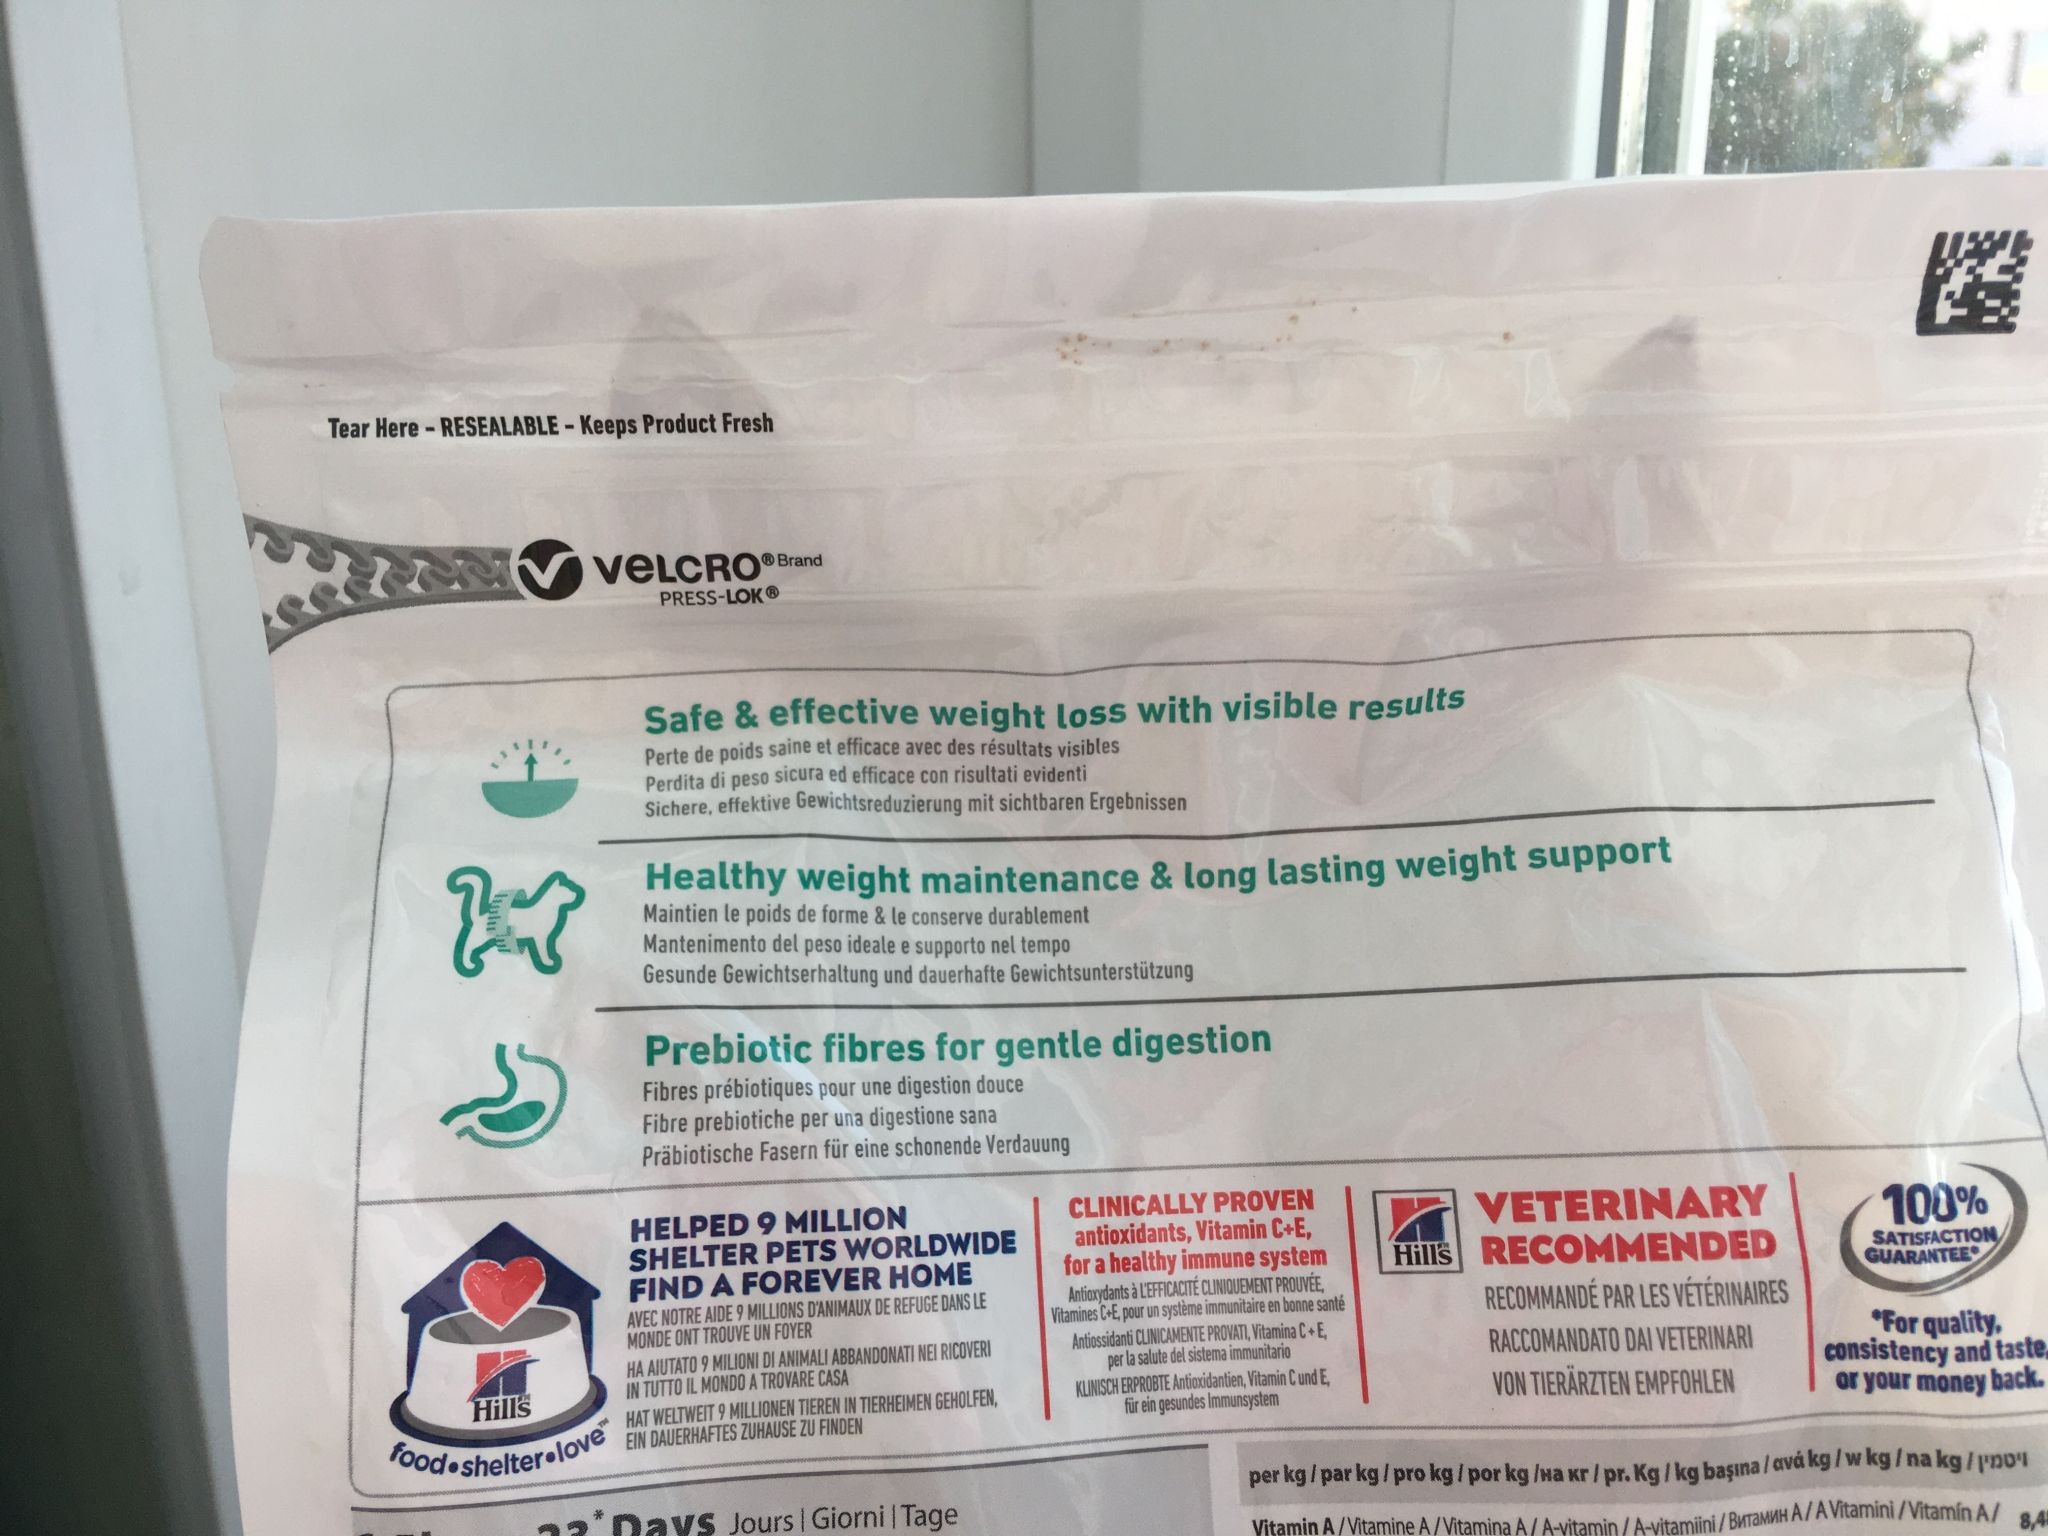 Tear Here – RESEALABLE – Keeps Product Fresh
VELCRO® Brand
PRESS-LOK®
Safe & effective weight loss with visible results
Perte de poids saine et efficace avec des résultats visibles
Perdita di peso sicura ed efficace con risultati evidenti
Sichere, effektive Gewichtsreduzierung mit sichtbaren Ergebnissen
Healthy weight maintenance & long lasting weight support
Maintien le poids de forme & le conserve durablement
Mantenimento del peso ideale e supporto nel tempo
Gesunde Gewichtserhaltung und dauerhafte Gewichtsunterstützung
Prebiotic fibres for gentle digestion
Fibres prébiotiques pour une digestion douce
Fibre prebiotiche per una digestione sana
Präbiotische Fasern für eine schonende Verdauung
Hill's
food•shelter•love™
HELPED 9 MILLION
SHELTER PETS WORLDWIDE
FIND A FOREVER HOME
AVEC NOTRE AIDE 9 MILLIONS D'ANIMAUX DE REFUGE DANS LE
MONDE ONT TROUVE UN FOYER
HA AIUTATO 9 MILIONI DI ANIMALI ABBANDONATI NEI RICOVERI
IN TUTTO IL MONDO A TROVARE CASA
HAT WELTWEIT 9 MILLIONEN TIEREN IN TIERHEIMEN GEHOLFEN,
EIN DAUERHAFTES ZUHAUSE ZU FINDEN
CLINICALLY PROVEN
antioxidants, Vitamin C+E,
for a healthy immune system
Antioxydants à L'EFFICACITÉ CLINIQUEMENT PROUVÉE,
Vitamines C+E, pour un système immunitaire en bonne santé
Antiossidanti CLINICAMENTE PROVATI, Vitamina C + E,
per la salute del sistema immunitario
KLINISCH ERPROBTE Antioxidantien, Vitamin C und E,
für ein gesundes Immunsystem
Hill's
VETERINARY
RECOMMENDED
RECOMMANDÉ PAR LES VÉTÉRINAIRES
RACCOMANDATO DAI VETERINARI
VON TIERÄRZTEN EMPFOHLEN
100%
SATISFACTION
GUARANTEE*
*For quality,
consistency and taste,
or your money back.
Days Jours | Giorni | Tage
per kg / par kg / pro kg / por kg /на кг / pr. Kg / kg başına / ανά kg / w kg / na kg / ויטמין
Vitamin A / Vitamine A / Vitamina A / A-vitamin / A-vitamiini / Витамин A / A Vitamini / Vitamín A /